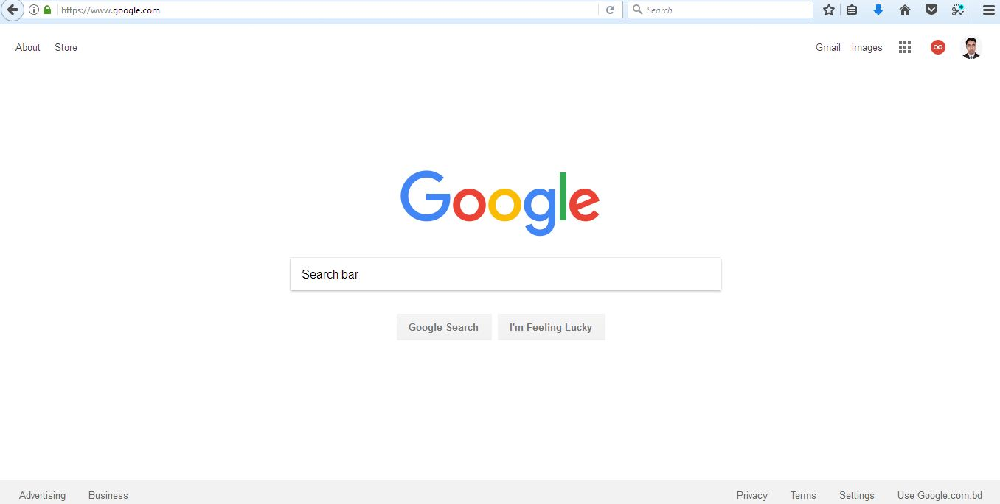 https://www.google.com Search
About Store Gmail Images
Google
Search bar
Google Search I'm Feeling Lucky
Advertising Business Privacy Terms Settings Use Google.com.bd